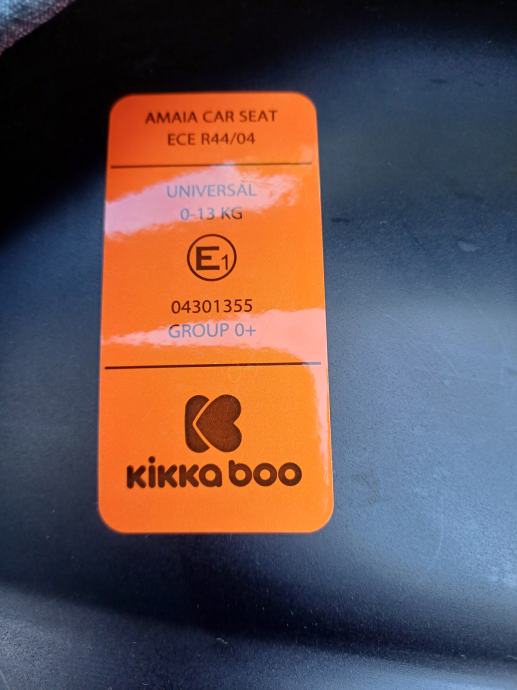 AMAIA CAR SEAT
ECE R44/04
UNIVERSAL
0-13 KG
E1
04301355
GROUP 0+
K
kikka boo